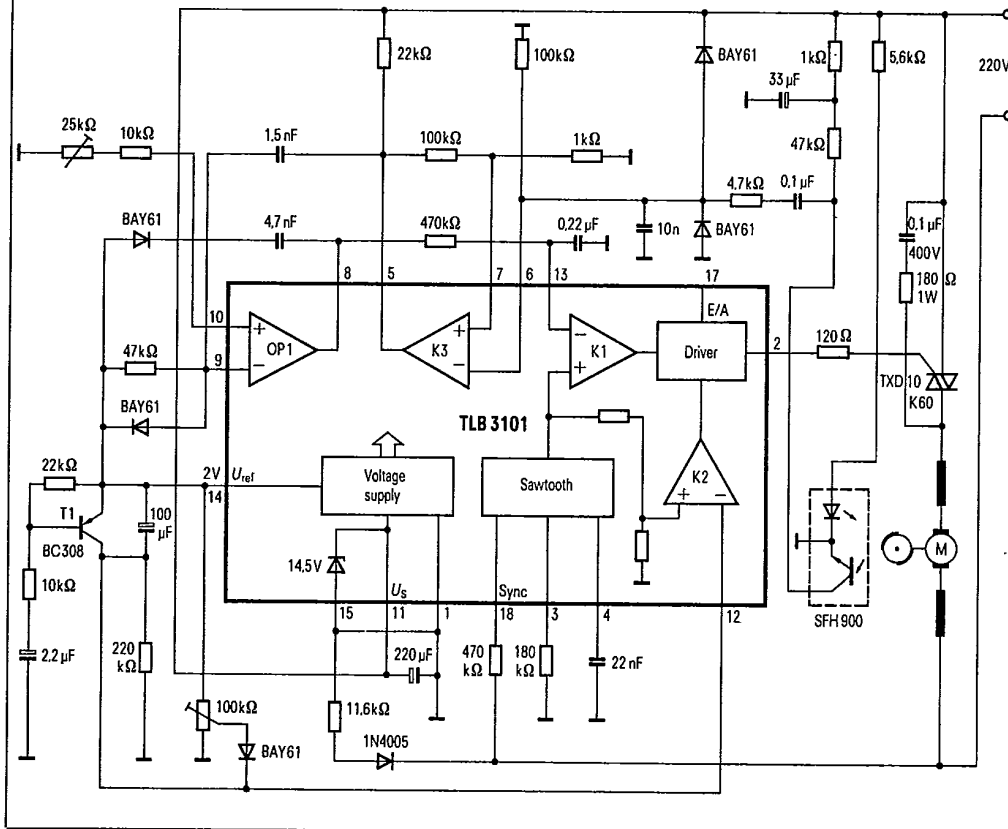 22kΩ
100kΩ
BAY61
1kΩ
5,6kΩ
220V
33 µF
25kΩ
10kΩ
1,5nF
100kΩ
1kΩ
47kΩ
4,7kΩ
0,1µF
BAY61
4,7nF
470kΩ
0,22µF
10n
BAY61
0,1µF
400V
8
5
7
6
13
17
180 Ω
1W
E/A
10
+
OP1
−
9
K3
+
−
−
K1
+
Driver
2
120Ω
47kΩ
TXD 10
K60
BAY61
TLB 3101
22kΩ
2V
Uref
14
Voltage
supply
Sawtooth
K2
+
−
T1
BC308
100
µF
14,5V
M
10kΩ
Us
Sync
15
11
1
18
3
4
12
SFH 900
2,2µF
220
kΩ
220µF
470
kΩ
180
kΩ
22nF
100kΩ
11,6kΩ
1N4005
BAY61